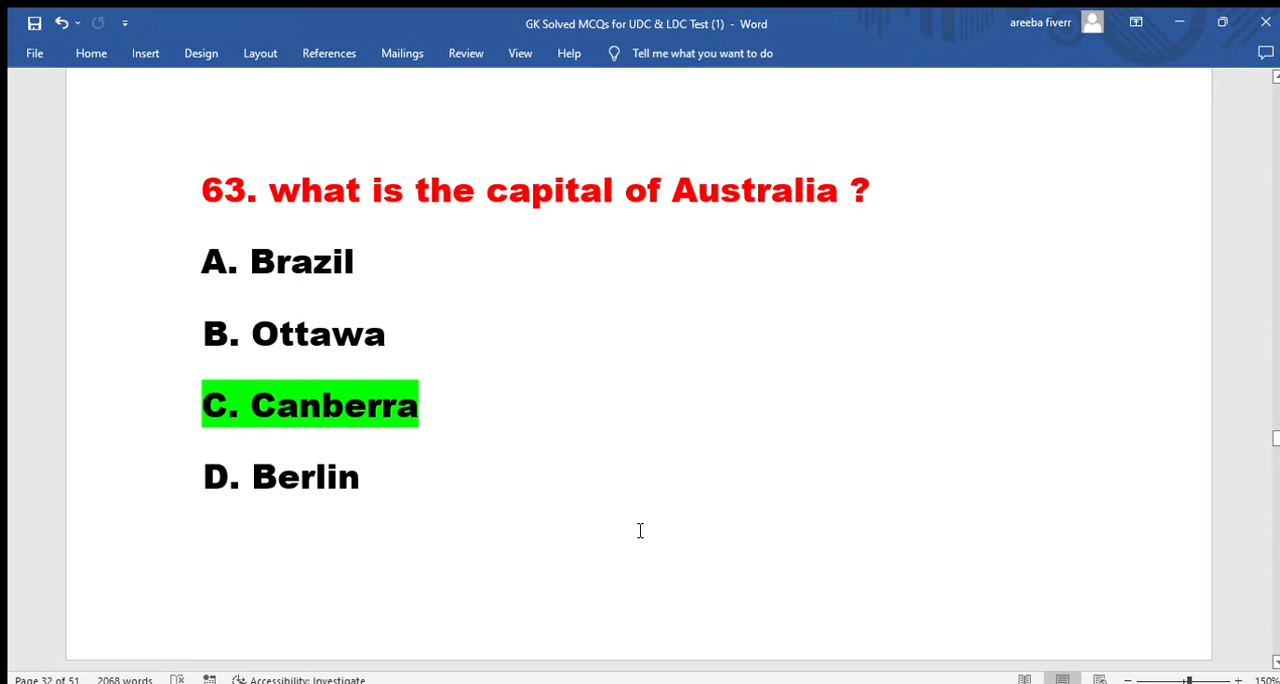 GK Solved MCQs for UDC & LDC Test (1) - Word
areeba fiverr
File Home Insert Design Layout References Mailings Review View Help Tell me what you want to do
63. what is the capital of Australia ?
A. Brazil
B. Ottawa
C. Canberra
D. Berlin
Page 32 of 51 2068 words Accessibility: Investigate 150%